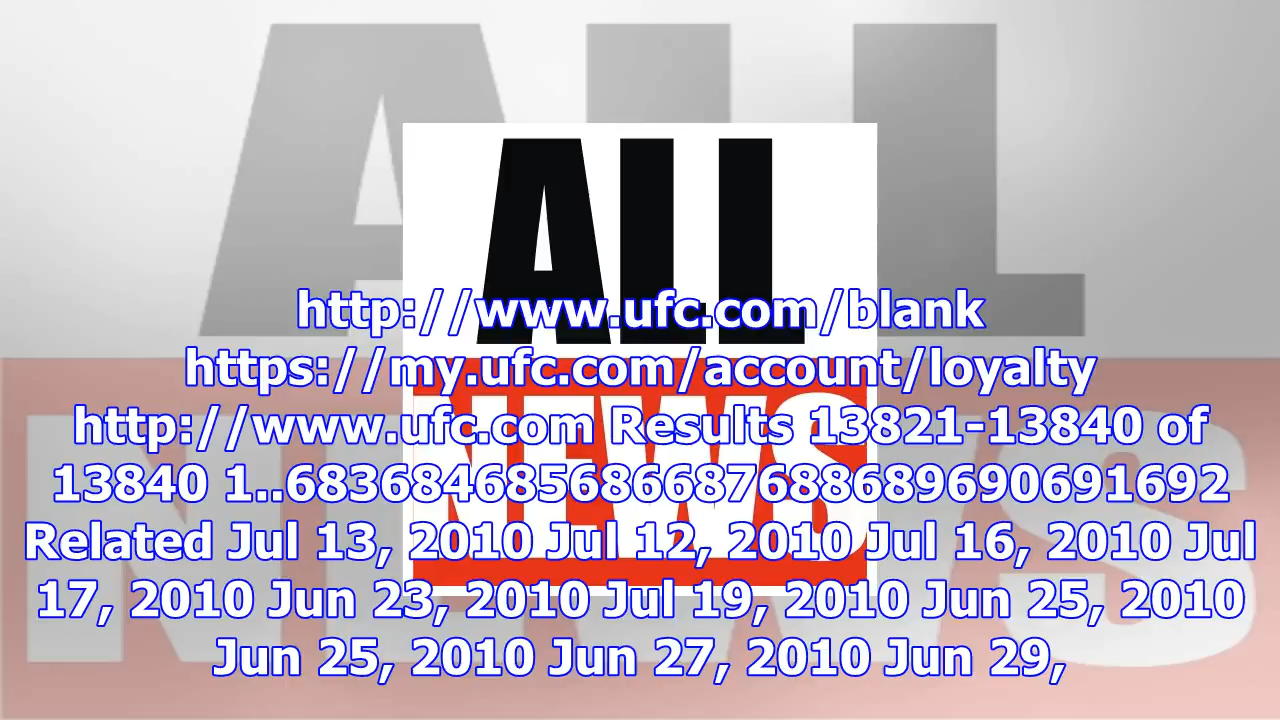 ALL
NEWS
http://www.ufc.com/blank
https://my.ufc.com/account/loyalty
http://www.ufc.com Results 13821-13840 of
13840 1..683684685686687688689690691692
Related Jul 13, 2010 Jul 12, 2010 Jul 16, 2010 Jul
17, 2010 Jun 23, 2010 Jul 19, 2010 Jun 25, 2010
Jun 25, 2010 Jun 27, 2010 Jun 29,